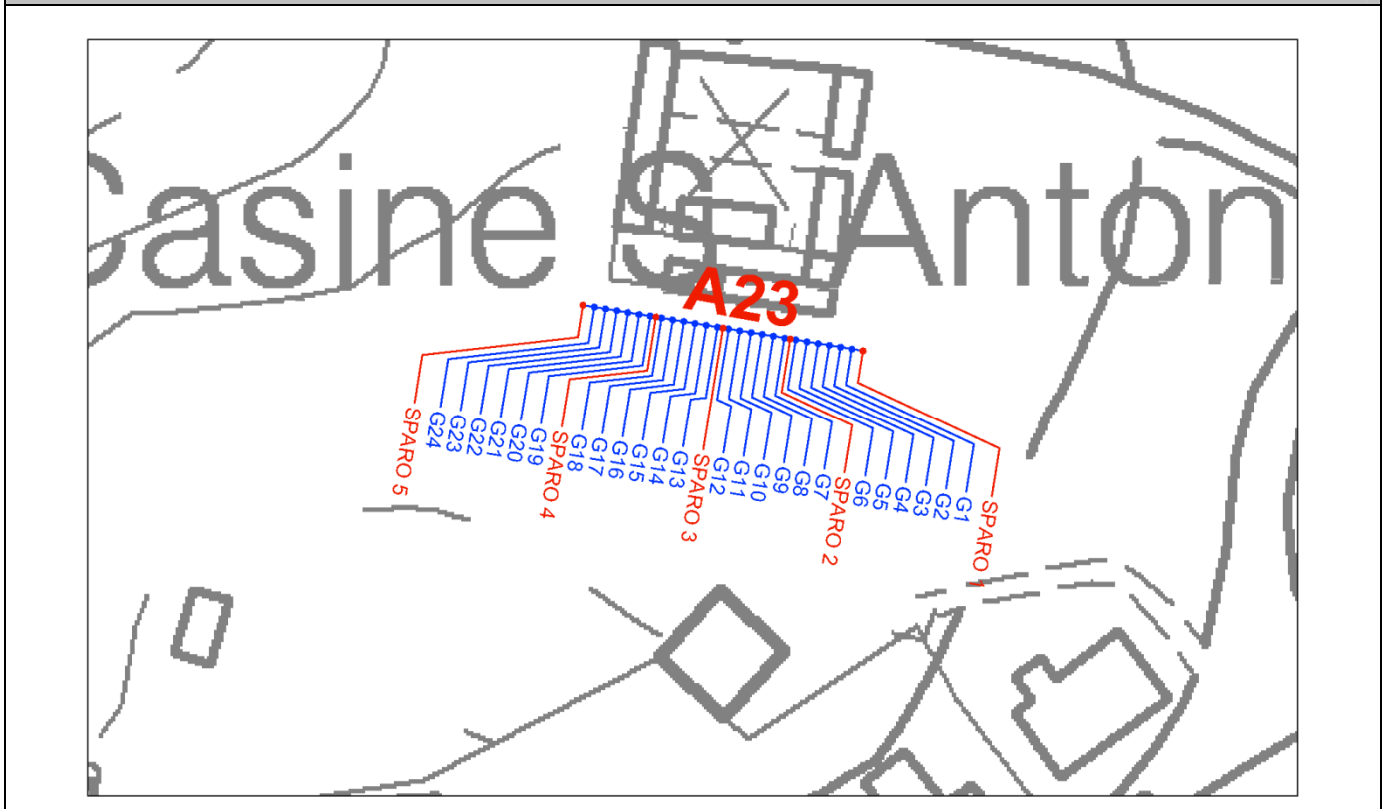 Casine S. Anton
A23
SPARO 5
G24
G23
G22
G21
G20
G19
SPARO 4
G18
G17
G16
G15
G14
G13
SPARO 3
G12
G11
G10
G9
G8
G7
SPARO 2
G6
G5
G4
G3
G2
G1
SPARO 1